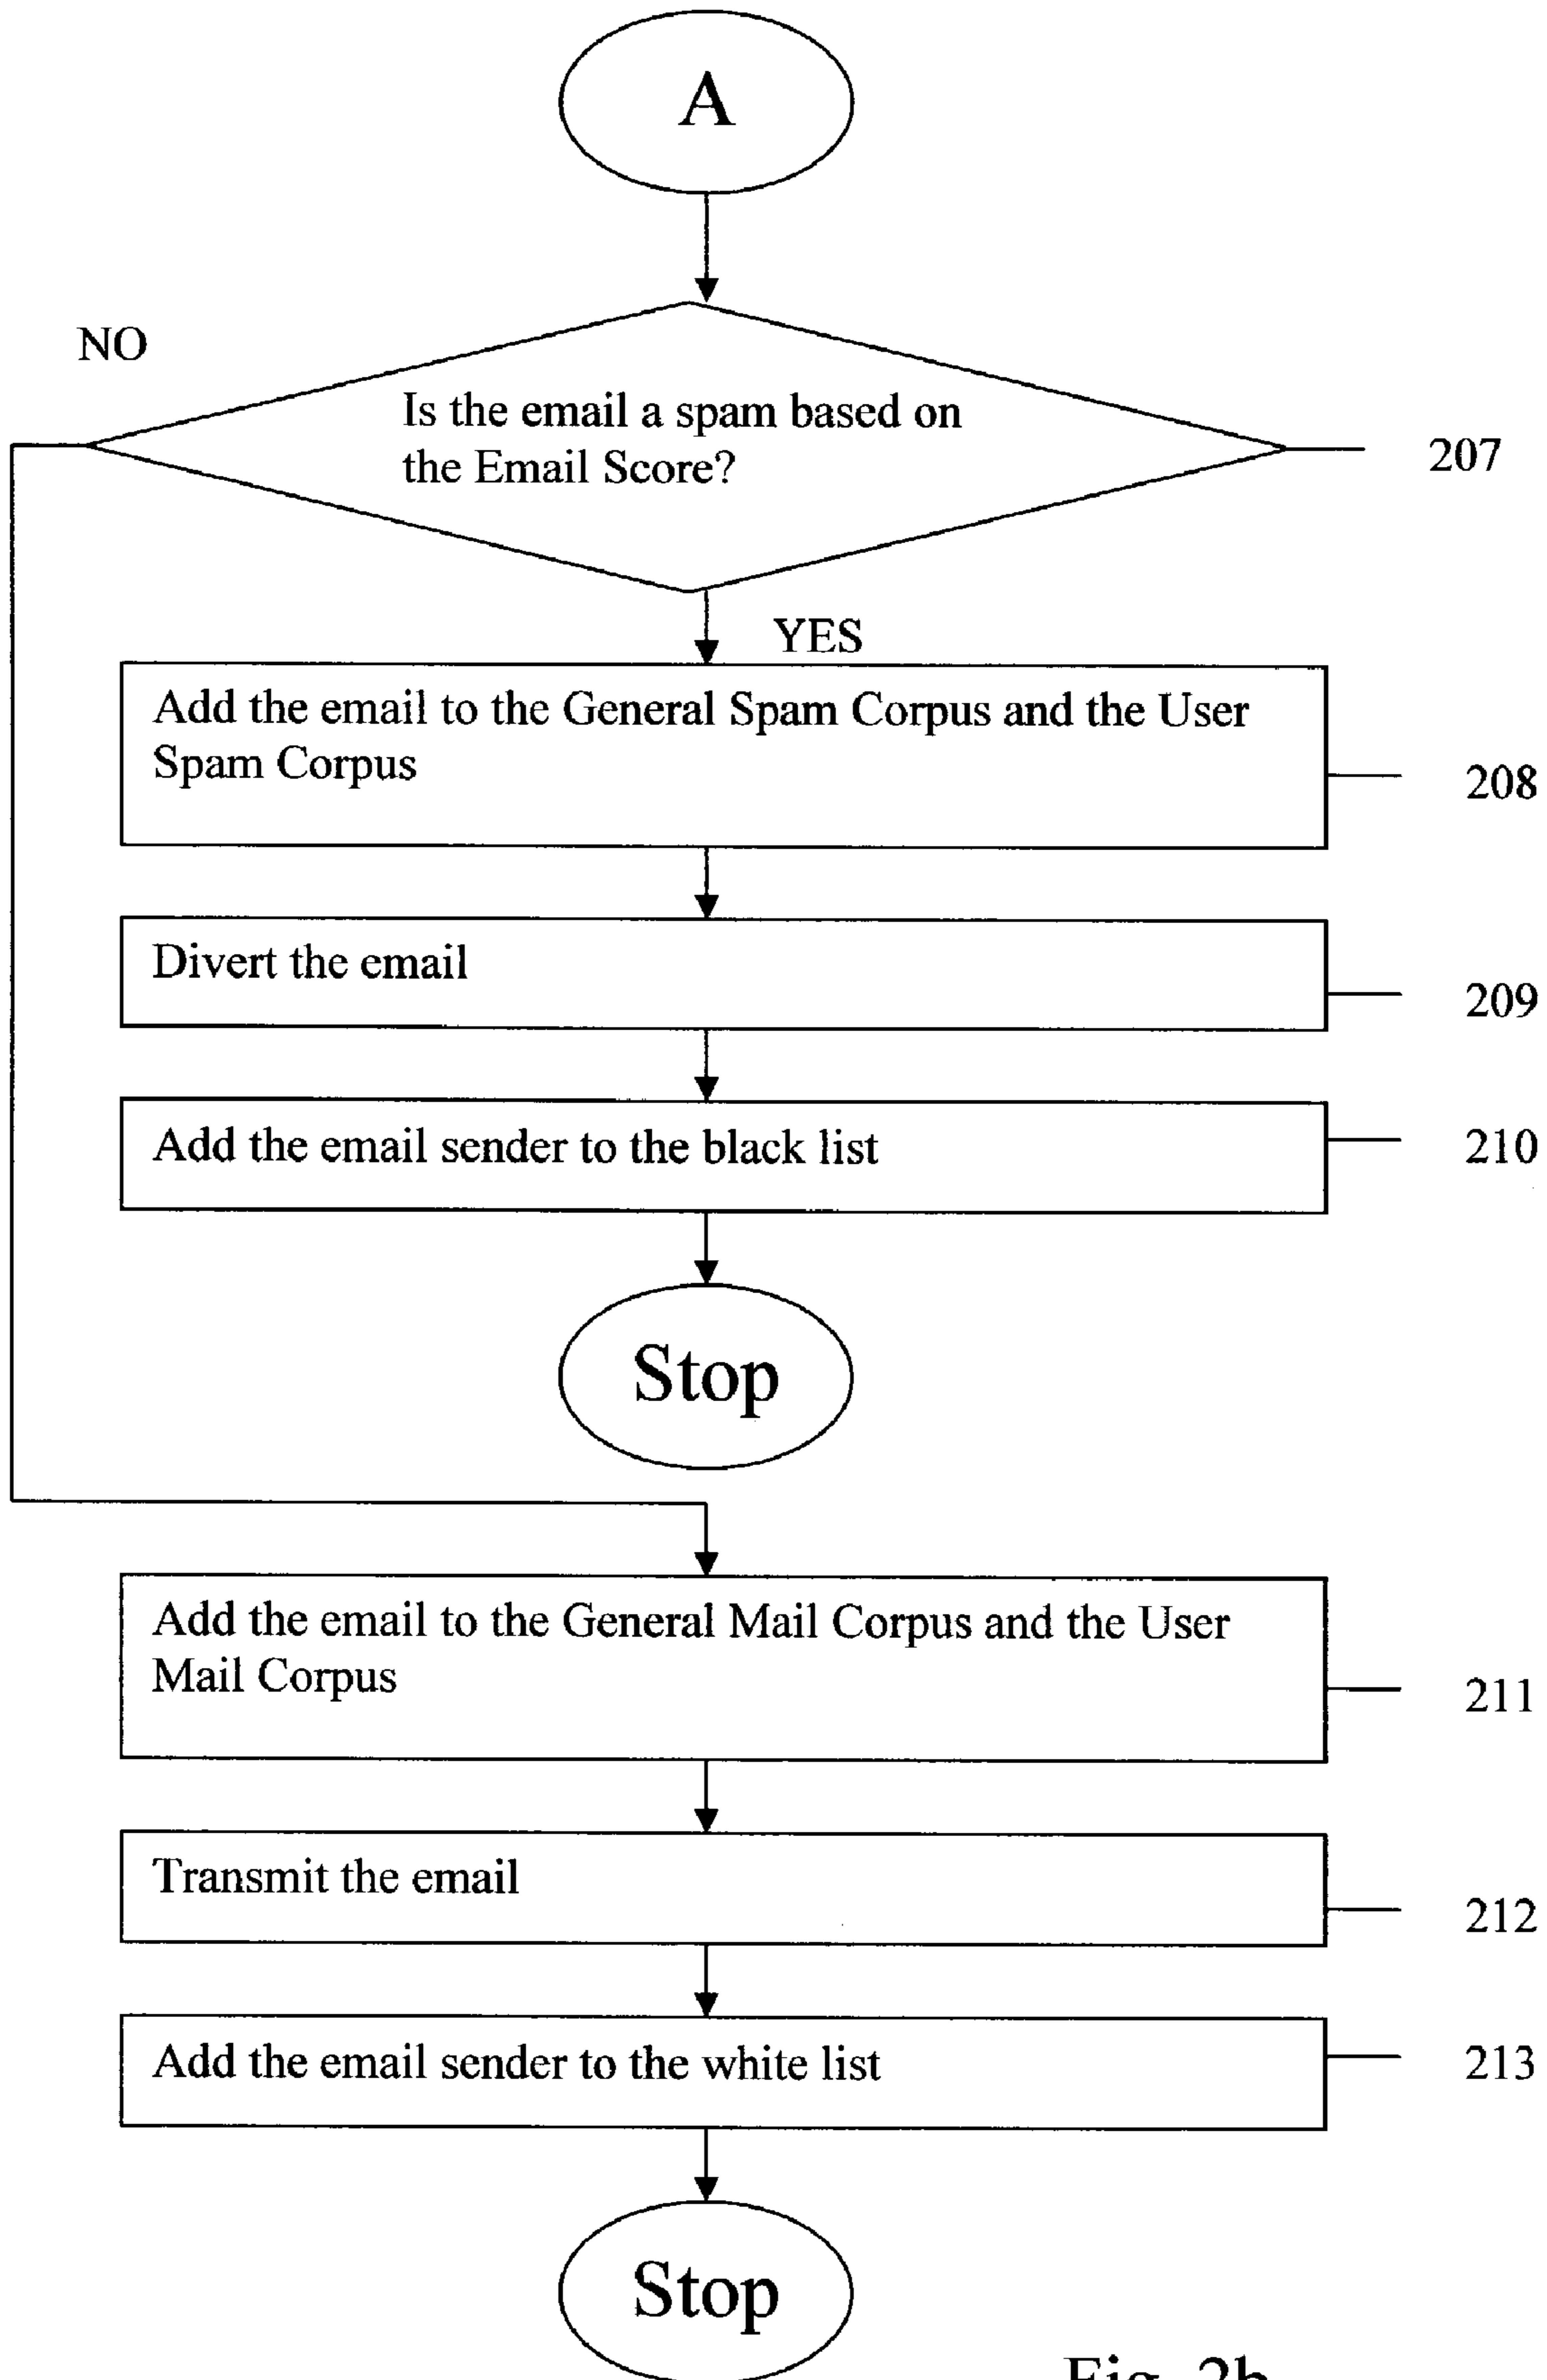 A
NO
Is the email a spam based on
the Email Score?
207
YES
Add the email to the General Spam Corpus and the User
Spam Corpus
208
Divert the email
209
Add the email sender to the black list
210
Stop
Add the email to the General Mail Corpus and the User
Mail Corpus
211
Transmit the email
212
Add the email sender to the white list
213
Stop
Fig. 2b